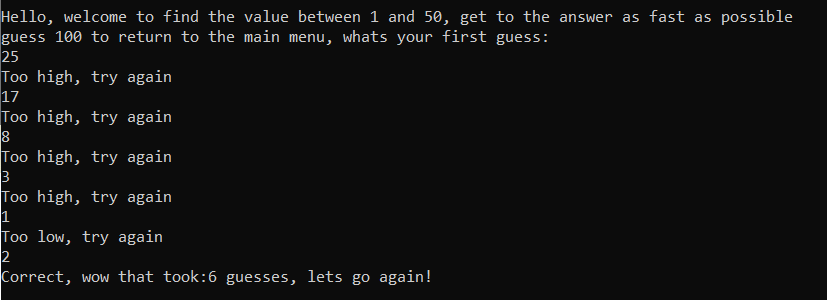 Hello, welcome to find the value between 1 and 50, get to the answer as fast as possible
guess 100 to return to the main menu, whats your first guess:
25
Too high, try again
17
Too high, try again
8
Too high, try again
3
Too high, try again
1
Too low, try again
2
Correct, wow that took:6 guesses, lets go again!